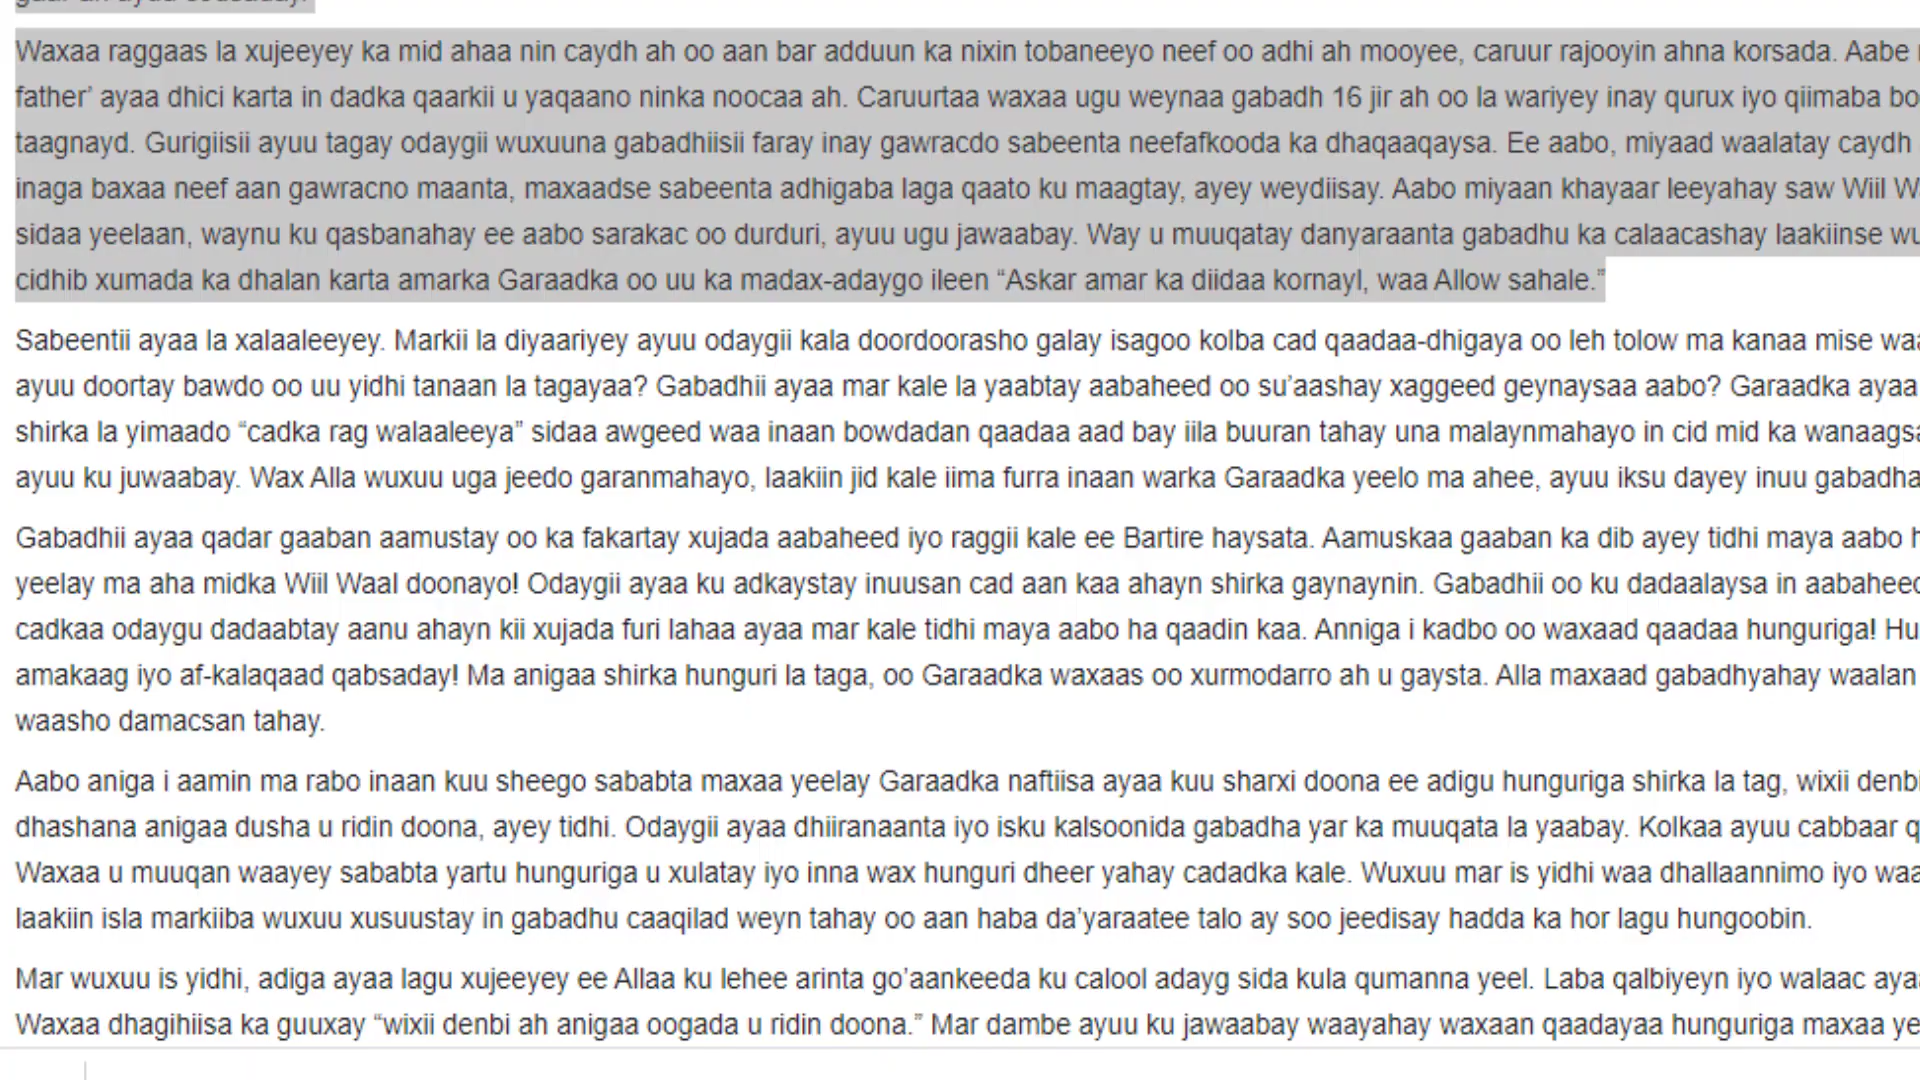 Waxaa raggaas la xujeeyey ka mid ahaa nin caydh ah oo aan bar adduun ka nixin tobaneeyo neef oo adhi ah mooyee, caruur rajooyin ahna korsada. Aabe
father’ ayaa dhici karta in dadka qaarkii u yaqaano ninka noocaa ah. Caruurtaa waxaa ugu weynaa gabadh 16 jir ah oo la wariyey inay qurux iyo qiimaba bo
taagnayd. Gurigiisii ayuu tagay odaygii wuxuuna gabadhiisii faray inay gawracdo sabeenta neefafkooda ka dhaqaaqaysa. Ee aabo, miyaad waalatay caydh
inaga baxaa neef aan gawracno maanta, maxaadse sabeenta adhigaba laga qaato ku maagtay, ayey weydiisay. Aabo miyaan khayaar leeyahay saw Wiil W
sidaa yeelaan, waynu ku qasbanahay ee aabo sarakac oo durduri, ayuu ugu jawaabay. Way u muuqatay danyaraanta gabadhu ka calaacashay laakiinse wu
cidhib xumada ka dhalan karta amarka Garaadka oo uu ka madax-adaygo ileen “Askar amar ka diidaa kornayl, waa Allow sahale.”
Sabeentii ayaa la xalaaleeyey. Markii la diyaariyey ayuu odaygii kala doordoorasho galay isagoo kolba cad qaadaa-dhigaya oo leh tolow ma kanaa mise waa
ayuu doortay bawdo oo uu yidhi tanaan la tagayaa? Gabadhii ayaa mar kale la yaabtay aabaheed oo su’aashay xaggeed geynaysaa aabo? Garaadka ayaa
shirka la yimaado “cadka rag walaaleeya” sidaa awgeed waa inaan bowdadan qaadaa aad bay iila buuran tahay una malaynmahayo in cid mid ka wanaagsa
ayuu ku juwaabay. Wax Alla wuxuu uga jeedo garanmahayo, laakiin jid kale iima furra inaan warka Garaadka yeelo ma ahee, ayuu iksu dayey inuu gabadha
Gabadhii ayaa qadar gaaban aamustay oo ka fakartay xujada aabaheed iyo raggii kale ee Bartire haysata. Aamuskaa gaaban ka dib ayey tidhi maya aabo h
yeelay ma aha midka Wiil Waal doonayo! Odaygii ayaa ku adkaystay inuusan cad aan kaa ahayn shirka gaynaynin. Gabadhii oo ku dadaalaysa in aabaheed
cadkaa odaygu dadaabtay aanu ahayn kii xujada furi lahaa ayaa mar kale tidhi maya aabo ha qaadin kaa. Anniga i kadbo oo waxaad qaadaa hunguriga! Hu
amakaag iyo af-kalaqaad qabsaday! Ma anigaa shirka hunguri la taga, oo Garaadka waxaas oo xurmodarro ah u gaysta. Alla maxaad gabadhyahay waalan
waasho damacsan tahay.
Aabo aniga i aamin ma rabo inaan kuu sheego sababta maxaa yeelay Garaadka naftiisa ayaa kuu sharxi doona ee adigu hunguriga shirka la tag, wixii denbi
dhashana anigaa dusha u ridin doona, ayey tidhi. Odaygii ayaa dhiiranaanta iyo isku kalsoonida gabadha yar ka muuqata la yaabay. Kolkaa ayuu cabbaar q
Waxaa u muuqan waayey sababta yartu hunguriga u xulatay iyo inna wax hunguri dheer yahay cadadka kale. Wuxuu mar is yidhi waa dhallaannimo iyo waa
laakiin isla markiiba wuxuu xusuustay in gabadhu caaqilad weyn tahay oo aan haba da’yaraatee talo ay soo jeedisay hadda ka hor lagu hungoobin.
Mar wuxuu is yidhi, adiga ayaa lagu xujeeyey ee Allaa ku lehee arinta go’aankeeda ku calool adayg sida kula qumanna yeel. Laba qalbiyeyn iyo walaac aya
Waxaa dhagihiisa ka guuxay “wixii denbi ah anigaa oogada u ridin doona.” Mar dambe ayuu ku jawaabay waayahay waxaan qaadayaa hunguriga maxaa ye